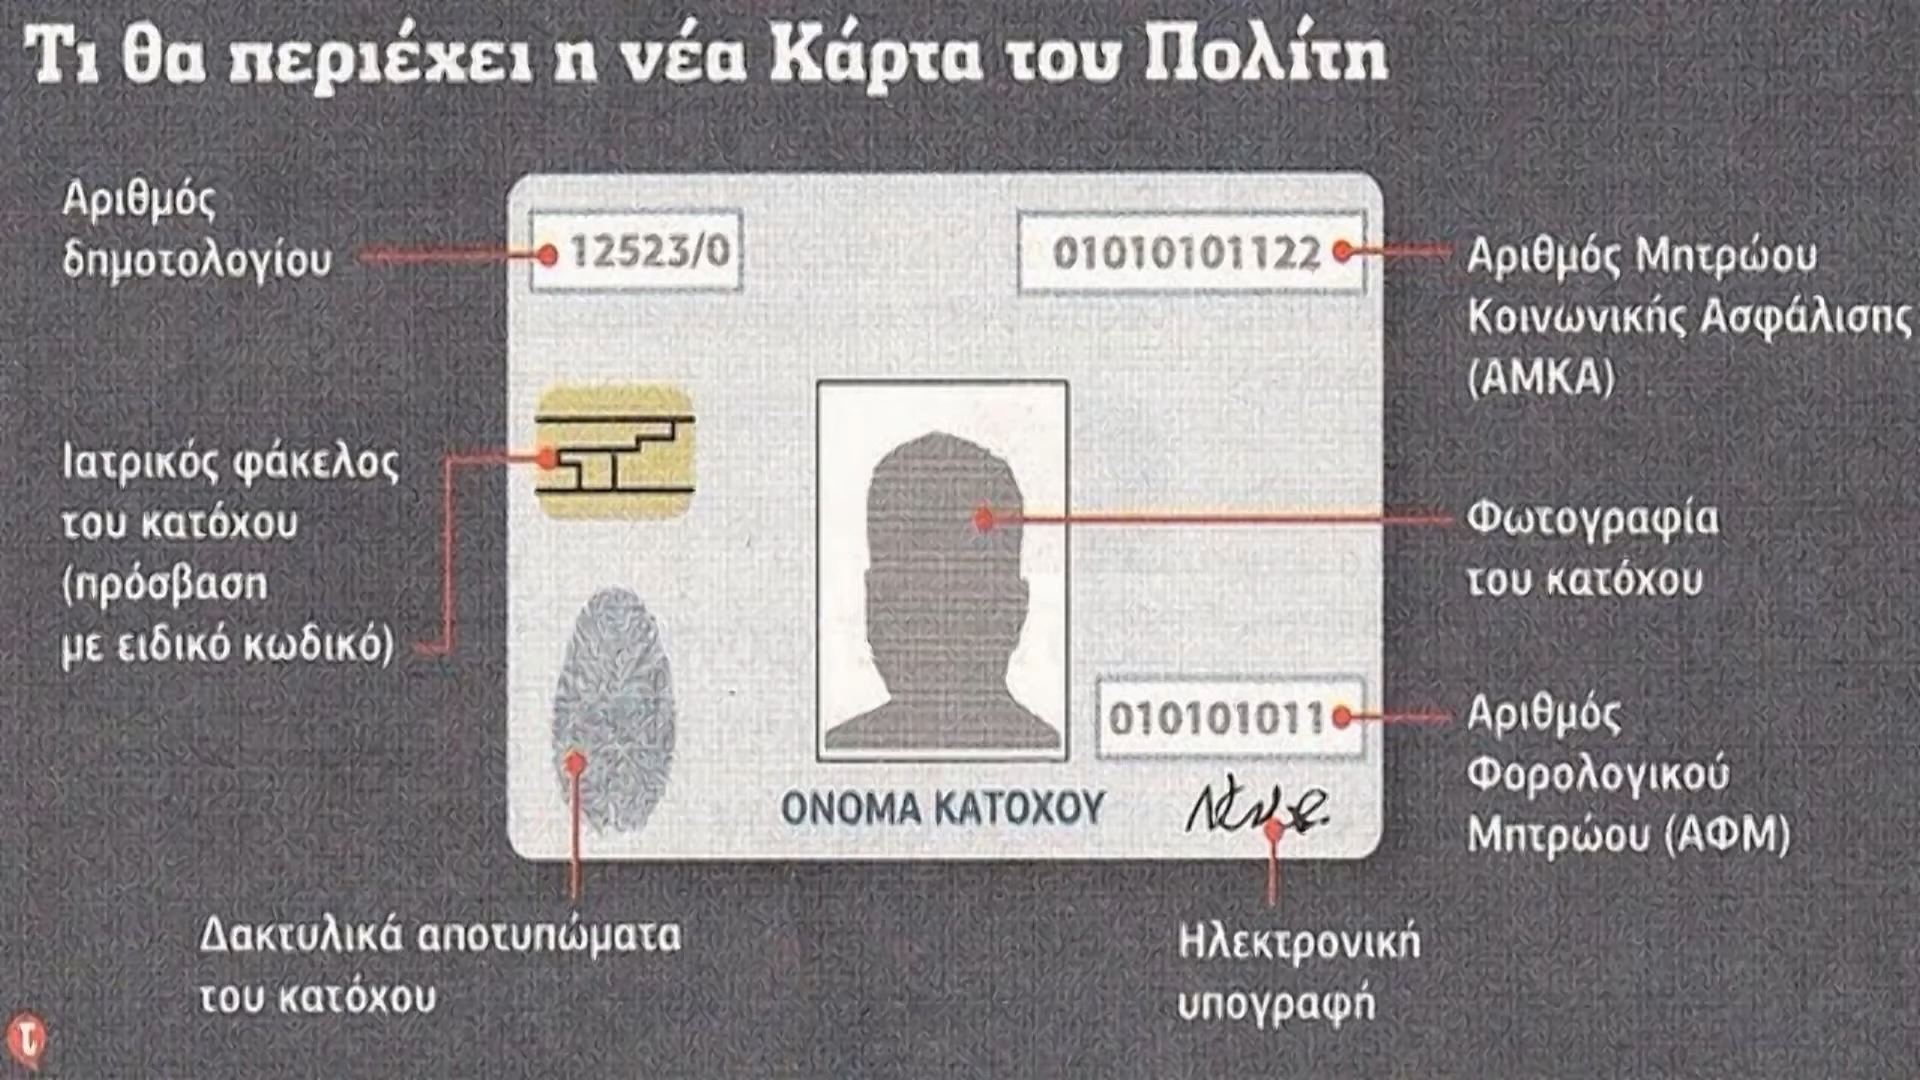 Τι θα περιέχει η νέα Κάρτα του Πολίτη
Αριθμός
δημοτολογίου
12523/0
01010101122
Αριθμός Μητρώου
Κοινωνικής Ασφάλισης
(ΑΜΚΑ)
Ιατρικός φάκελος
του κατόχου
(πρόσβαση
με ειδικό κωδικό)
Φωτογραφία
του κατόχου
010101011
Αριθμός
Φορολογικού
Μητρώου (ΑΦΜ)
ΟΝΟΜΑ ΚΑΤΟΧΟΥ
Δακτυλικά αποτυπώματα
του κατόχου
Ηλεκτρονική
υπογραφή